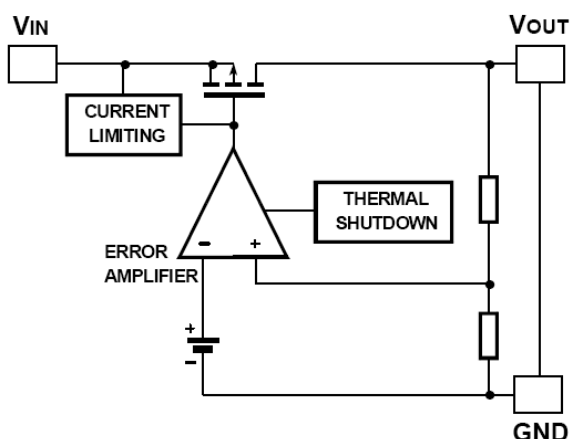 VIN
VOUT
CURRENT
LIMITING
THERMAL
SHUTDOWN
- +
ERROR
AMPLIFIER
+
-
GND